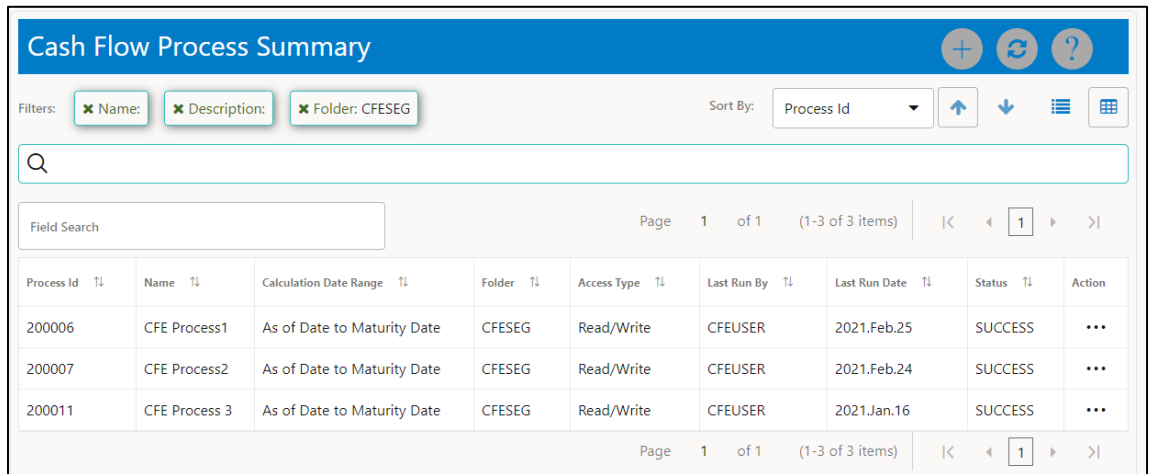 Cash Flow Process Summary
Filters: Name: Description: Folder: CFESEG Sort By: Process Id
Field Search Page 1 of 1 (1-3 of 3 items) 1
Process Id Name Calculation Date Range Folder Access Type Last Run By Last Run Date Status Action
200006 CFE Process1 As of Date to Maturity Date CFESEG Read/Write CFEUSER 2021.Feb.25 SUCCESS ...
200007 CFE Process2 As of Date to Maturity Date CFESEG Read/Write CFEUSER 2021.Feb.24 SUCCESS ...
200011 CFE Process 3 As of Date to Maturity Date CFESEG Read/Write CFEUSER 2021.Jan.16 SUCCESS ...
Page 1 of 1 (1-3 of 3 items) 1